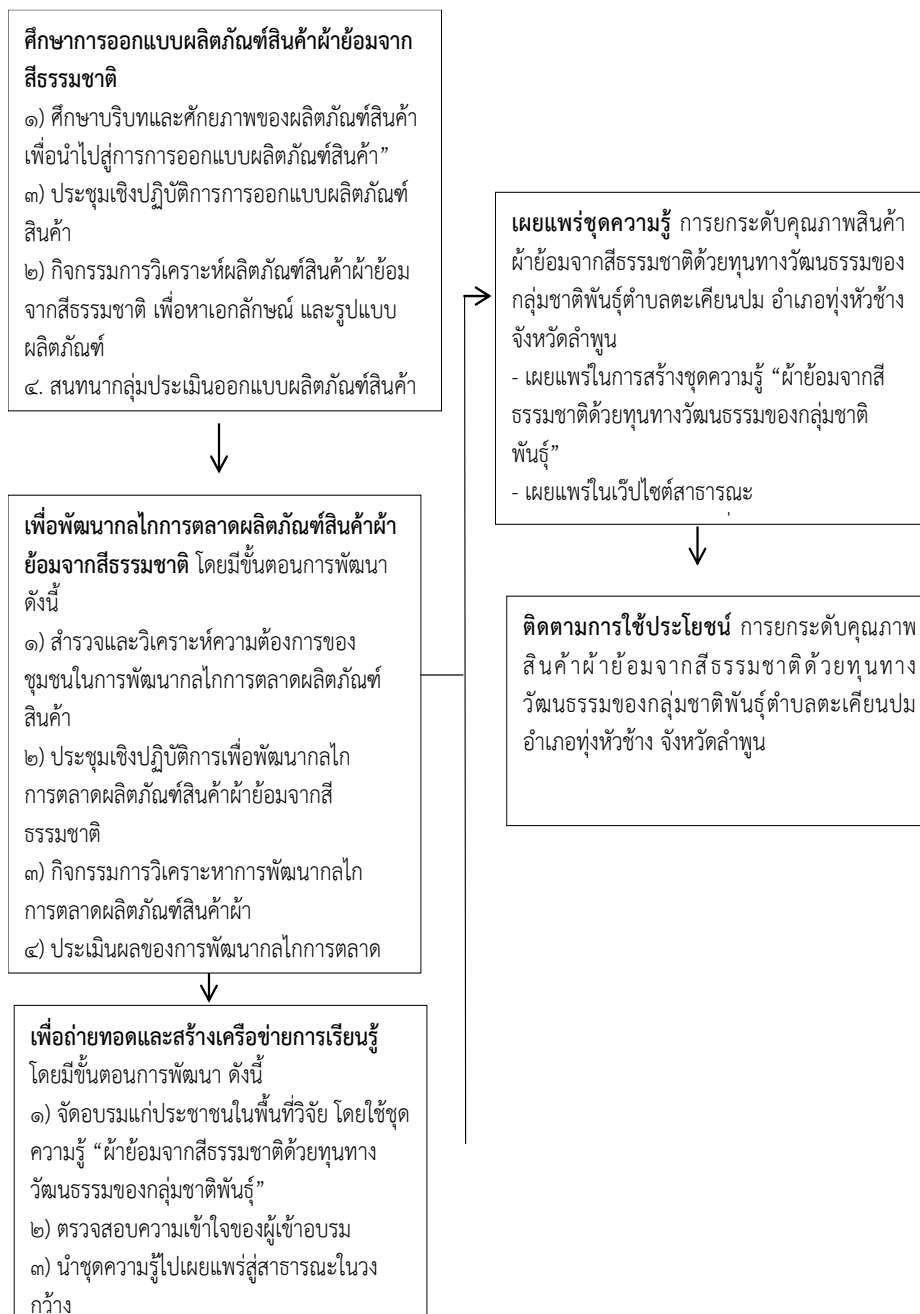 ศึกษาการออกแบบผลิตภัณฑ์สินค้าผ้าย้อมจาก
สีธรรมชาติ
๑) ศึกษาบริบทและศักยภาพของผลิตภัณฑ์สินค้า
เพื่อนำไปสู่การการออกแบบผลิตภัณฑ์สินค้า”
๓) ประชุมเชิงปฏิบัติการการออกแบบผลิตภัณฑ์
สินค้า
๒) กิจกรรมการวิเคราะห์ผลิตภัณฑ์สินค้าผ้าย้อม
จากสีธรรมชาติ เพื่อหาเอกลักษณ์ และรูปแบบ
ผลิตภัณฑ์
๔. สนทนากลุ่มประเมินออกแบบผลิตภัณฑ์สินค้า
เพื่อพัฒนากลไกการตลาดผลิตภัณฑ์สินค้าผ้า
ย้อมจากสีธรรมชาติ โดยมีขั้นตอนการพัฒนา
ดังนี้
๑) สำรวจและวิเคราะห์ความต้องการของ
ชุมชนในการพัฒนากลไกการตลาดผลิตภัณฑ์
สินค้า
๒) ประชุมเชิงปฏิบัติการเพื่อพัฒนากลไก
การตลาดผลิตภัณฑ์สินค้าผ้าย้อมจากสี
ธรรมชาติ
๓) กิจกรรมการวิเคราะหาการพัฒนากลไก
การตลาดผลิตภัณฑ์สินค้าผ้า
๔) ประเมินผลของการพัฒนากลไกการตลาด
เพื่อถ่ายทอดและสร้างเครือข่ายการเรียนรู้
โดยมีขั้นตอนการพัฒนา ดังนี้
๑) จัดอบรมแก่ประชาชนในพื้นที่วิจัย โดยใช้ชุด
ความรู้ “ผ้าย้อมจากสีธรรมชาติด้วยทุนทาง
วัฒนธรรมของกลุ่มชาติพันธุ์”
๒) ตรวจสอบความเข้าใจของผู้เข้าอบรม
๓) นำชุดความรู้ไปเผยแพร่สู่สาธารณะในวง
กว้าง
เผยแพร่ชุดความรู้ การยกระดับคุณภาพสินค้า
ผ้าย้อมจากสีธรรมชาติด้วยทุนทางวัฒนธรรมของ
กลุ่มชาติพันธุ์ตำบลตะเคียนปม อำเภอทุ่งหัวช้าง
จังหวัดลำพูน
- เผยแพร่ในการสร้างชุดความรู้ “ผ้าย้อมจากสี
ธรรมชาติด้วยทุนทางวัฒนธรรมของกลุ่มชาติ
พันธุ์”
- เผยแพร่ในเว๊ปไซต์สาธารณะ
ติดตามการใช้ประโยชน์ การยกระดับคุณภาพ
สินค้าผ้าย้อมจากสีธรรมชาติด้วยทุนทาง
วัฒนธรรมของกลุ่มชาติพันธุ์ตำบลตะเคียนปม
อำเภอทุ่งหัวช้าง จังหวัดลำพูน